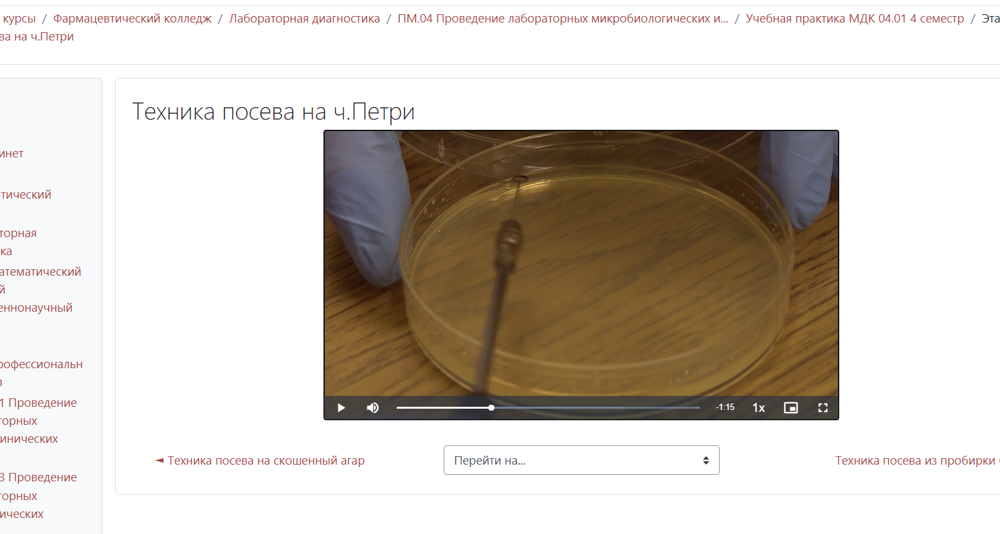 курсы / Фармацевтический колледж / Лабораторная диагностика / ПМ.04 Проведение лабораторных микробиологических и... / Учебная практика МДК 04.01 4 семестр / Эта
ва на ч.Петри
инет
тический
торная
ка
атематический
й
еннонаучный
рофессиональн
л
1 Проведение
торных
инических
3 Проведение
торных
ических
Техника посева на ч.Петри
-1:15 1x
◄ Техника посева на скошенный агар
Перейти на...
Техника посева из пробирки